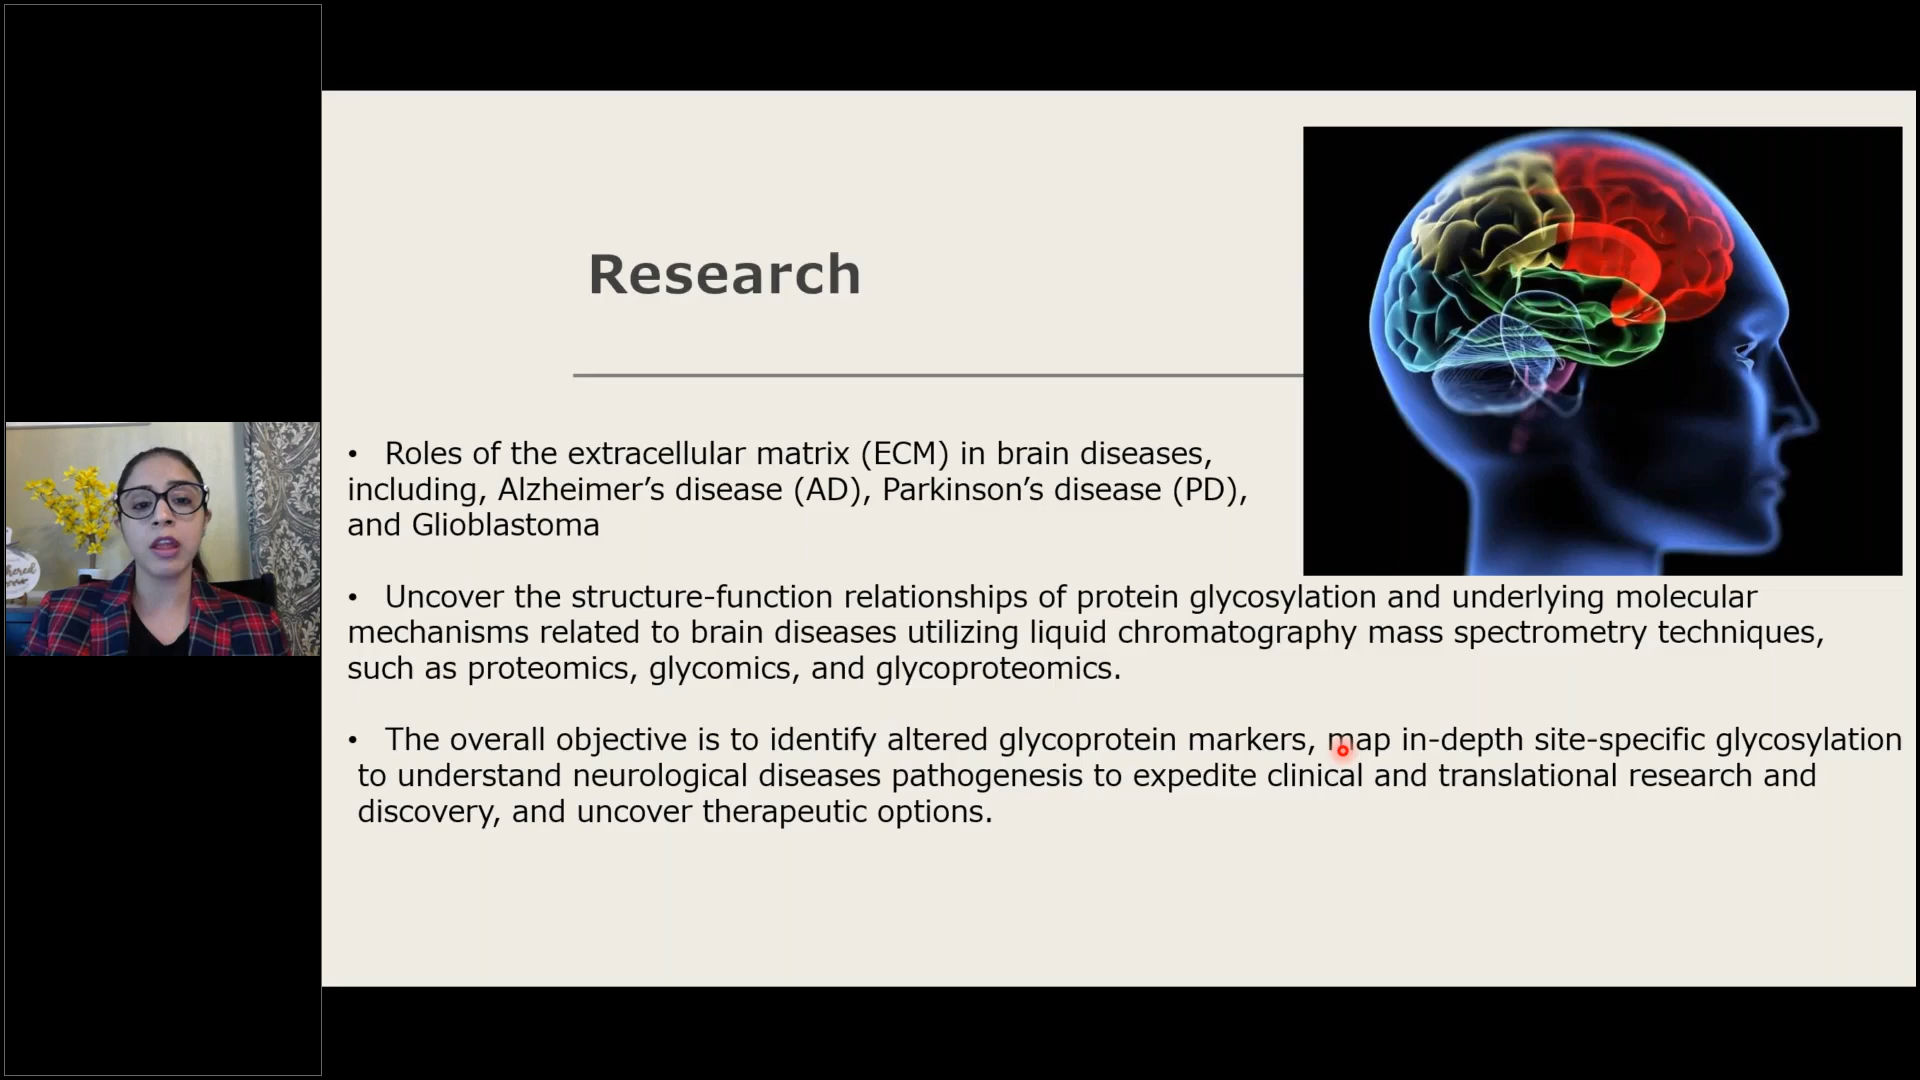 Research
• Roles of the extracellular matrix (ECM) in brain diseases,
including, Alzheimer’s disease (AD), Parkinson’s disease (PD),
and Glioblastoma
• Uncover the structure-function relationships of protein glycosylation and underlying molecular
mechanisms related to brain diseases utilizing liquid chromatography mass spectrometry techniques,
such as proteomics, glycomics, and glycoproteomics.
• The overall objective is to identify altered glycoprotein markers, map in-depth site-specific glycosylation
to understand neurological diseases pathogenesis to expedite clinical and translational research and
discovery, and uncover therapeutic options.